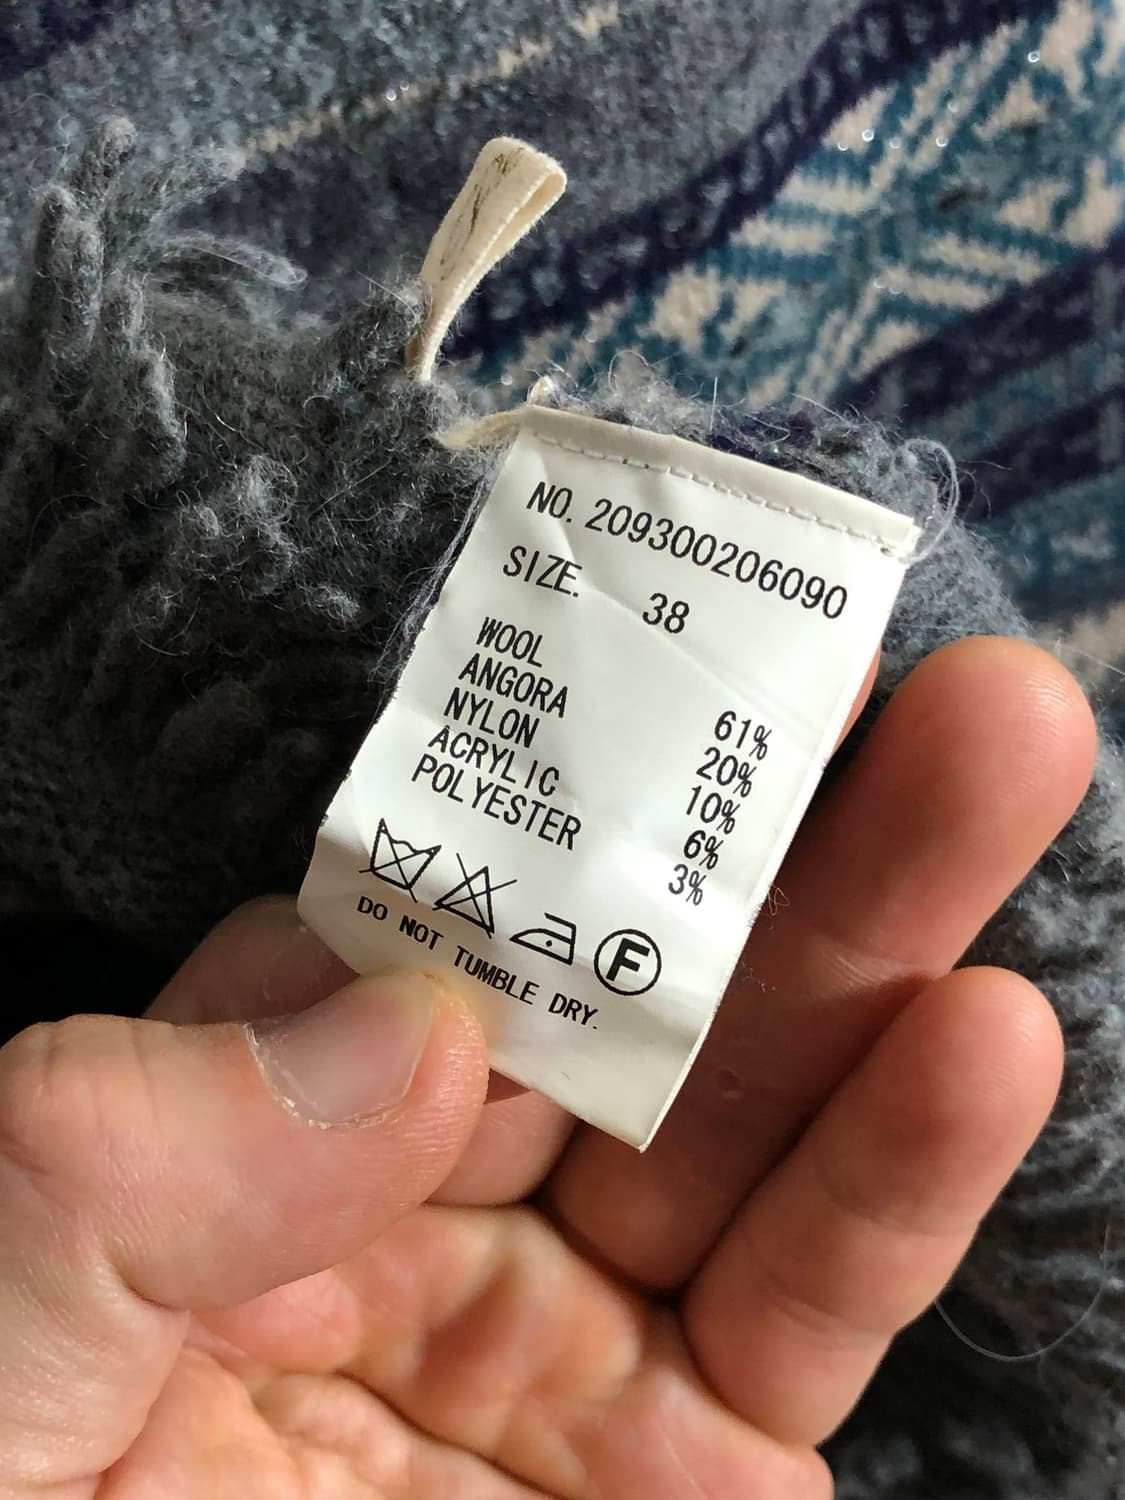 NO. 209300206090
SIZE. 38
WOOL 61%
ANGORA 20%
NYLON 10%
ACRYLIC 6%
POLYESTER 3%
F
DO NOT TUMBLE DRY.